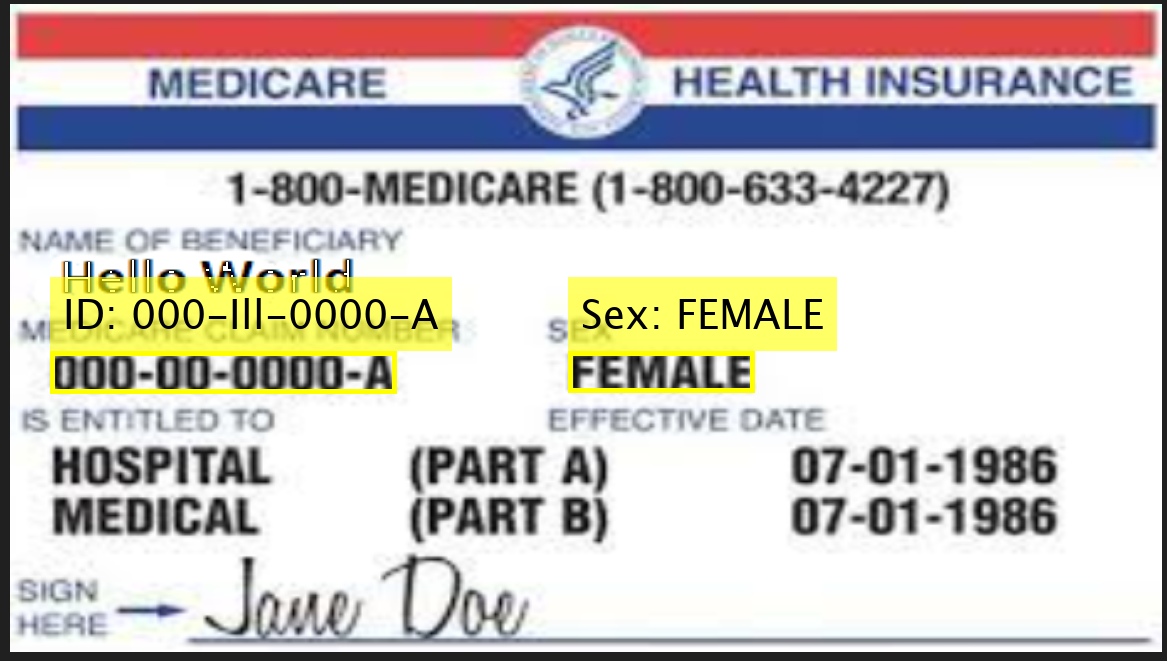 MEDICARE HEALTH INSURANCE
1-800-MEDICARE (1-800-633-4227)
NAME OF BENEFICIARY
Hello World
ID: 000-Ill-0000-A Sex: FEMALE
MEDICARE CLAIM NUMBER SEX
000-00-0000-A FEMALE
IS ENTITLED TO EFFECTIVE DATE
HOSPITAL (PART A) 07-01-1986
MEDICAL (PART B) 07-01-1986
SIGN
HERE Jane Doe